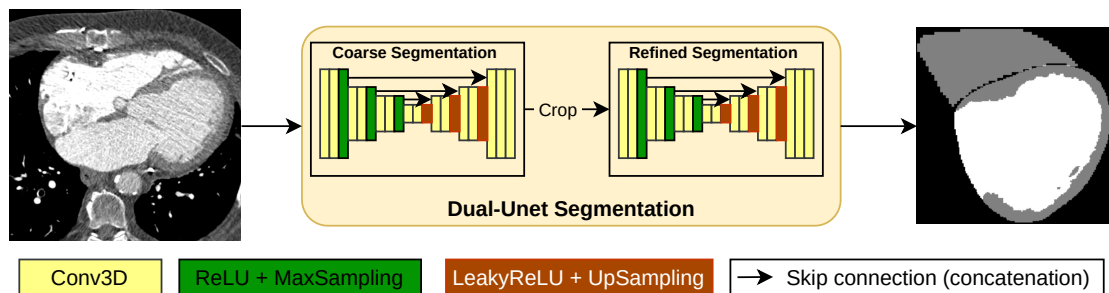 Coarse Segmentation
Refined Segmentation
Crop
Dual-Unet Segmentation
Conv3D
ReLU + MaxSampling
LeakyReLU + UpSampling
Skip connection (concatenation)